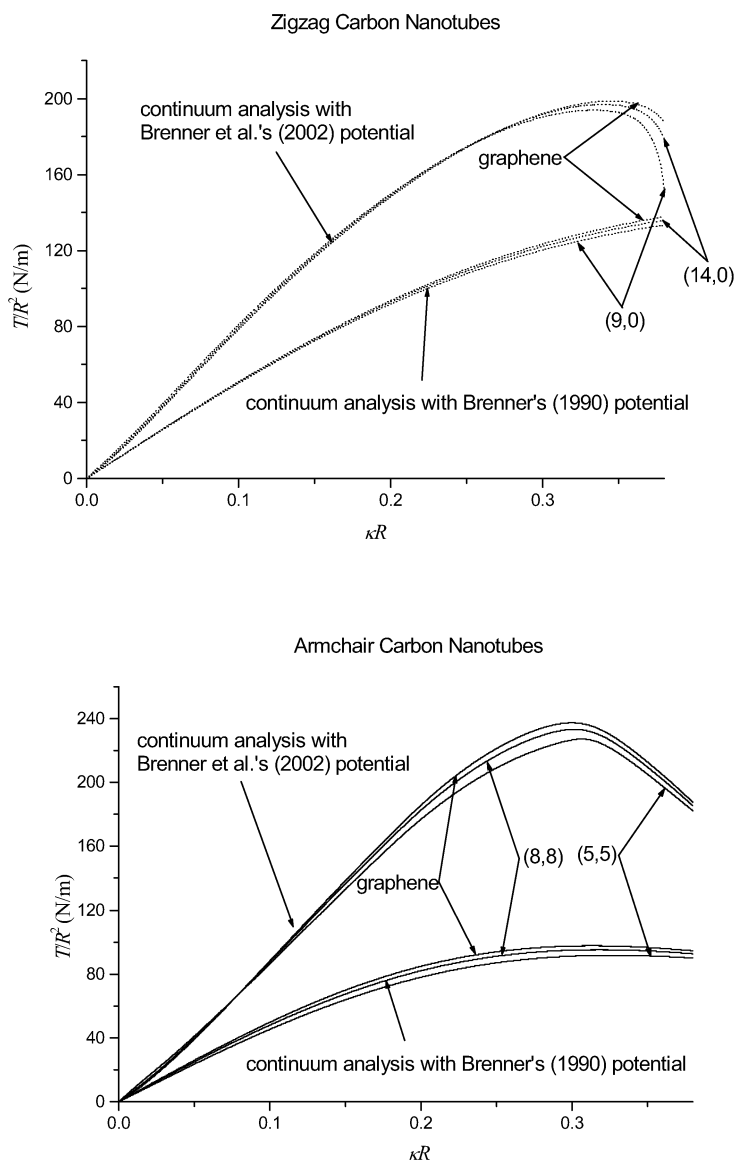 Zigzag Carbon Nanotubes
200
160
120
80
40
0
T/R² (N/m)
continuum analysis with
Brenner et al.'s (2002) potential
graphene
(14,0)
(9,0)
continuum analysis with Brenner's (1990) potential
0.0 0.1 0.2 0.3
κR
Armchair Carbon Nanotubes
240
200
160
120
80
40
0
T/R² (N/m)
continuum analysis with
Brenner et al.'s (2002) potential
graphene
(8,8)
(5,5)
continuum analysis with Brenner's (1990) potential
0.0 0.1 0.2 0.3
κR